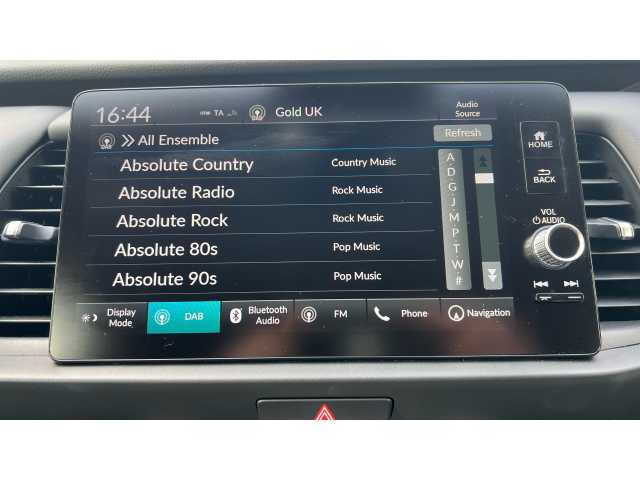 16:44 TA Gold UK Audio Source
DAB All Ensemble Refresh
Absolute Country Country Music
Absolute Radio Rock Music
Absolute Rock Rock Music
Absolute 80s Pop Music
Absolute 90s Pop Music
A
D
G
J
M
P
T
W
#
HOME
BACK
VOL
AUDIO
Display Mode
DAB
Bluetooth Audio
FM
Phone
Navigation